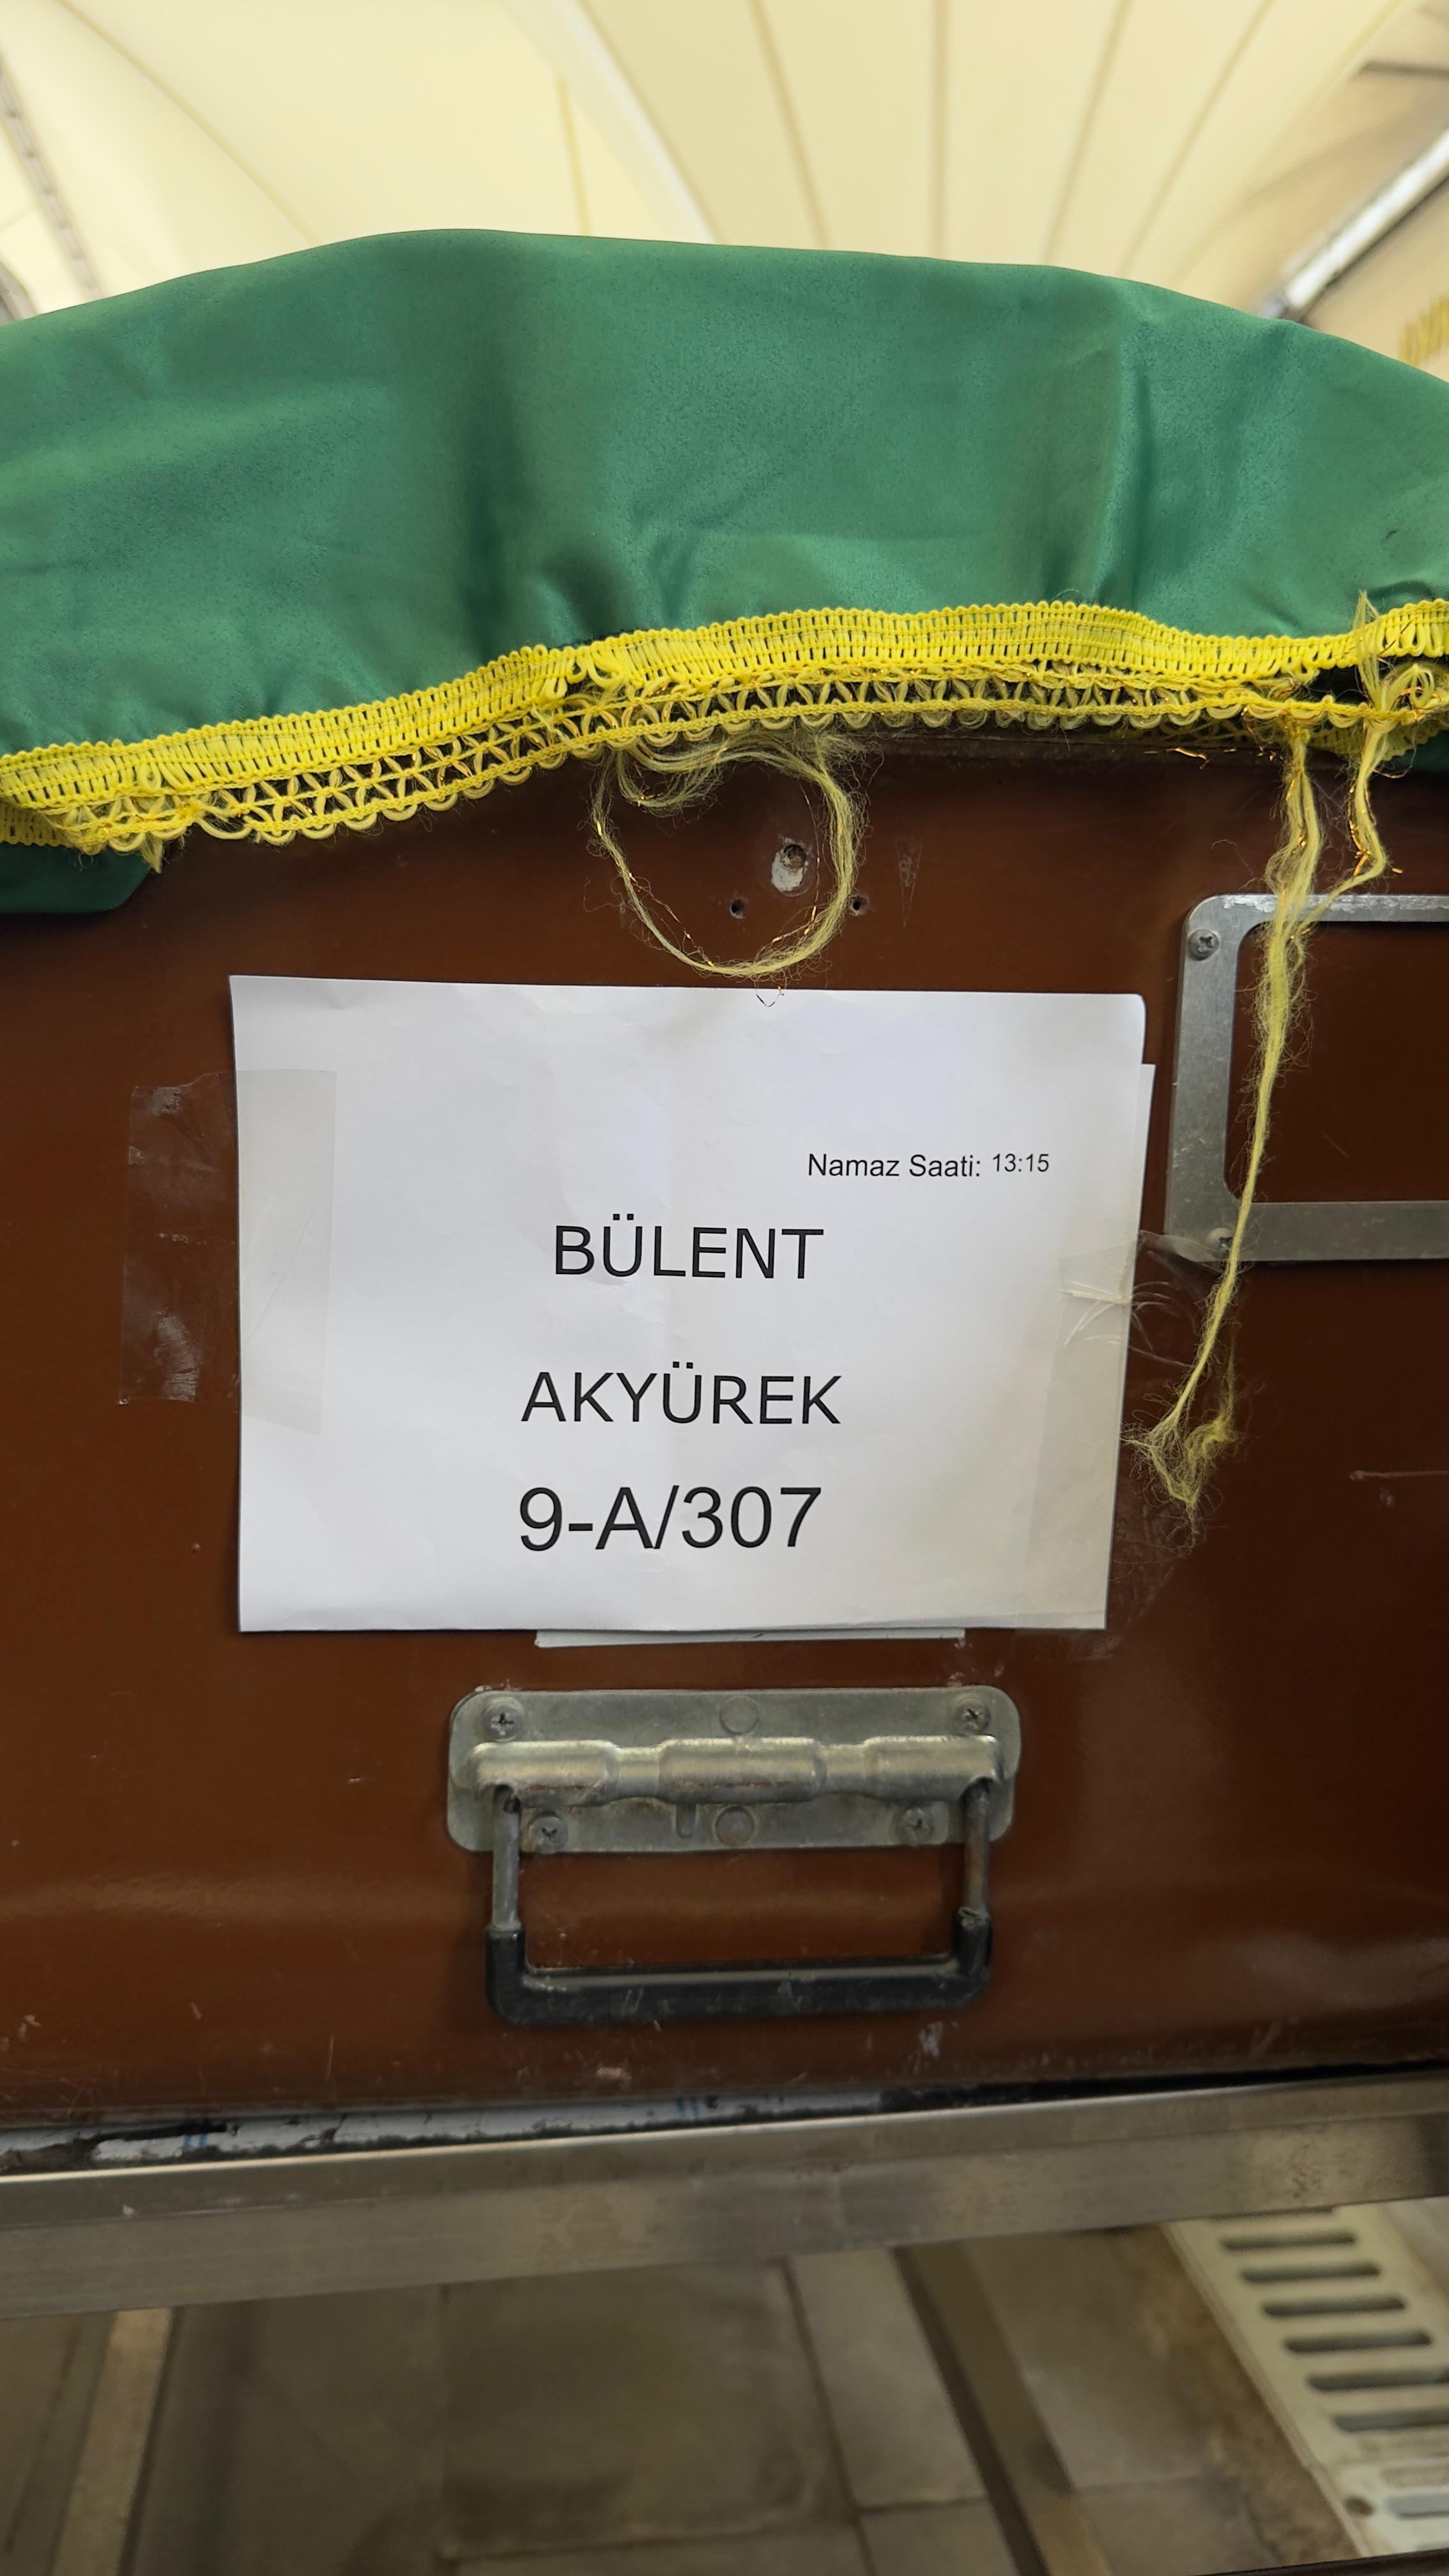 Namaz Saati: 13:15
BÜLENT
AKYÜREK
9-A/307